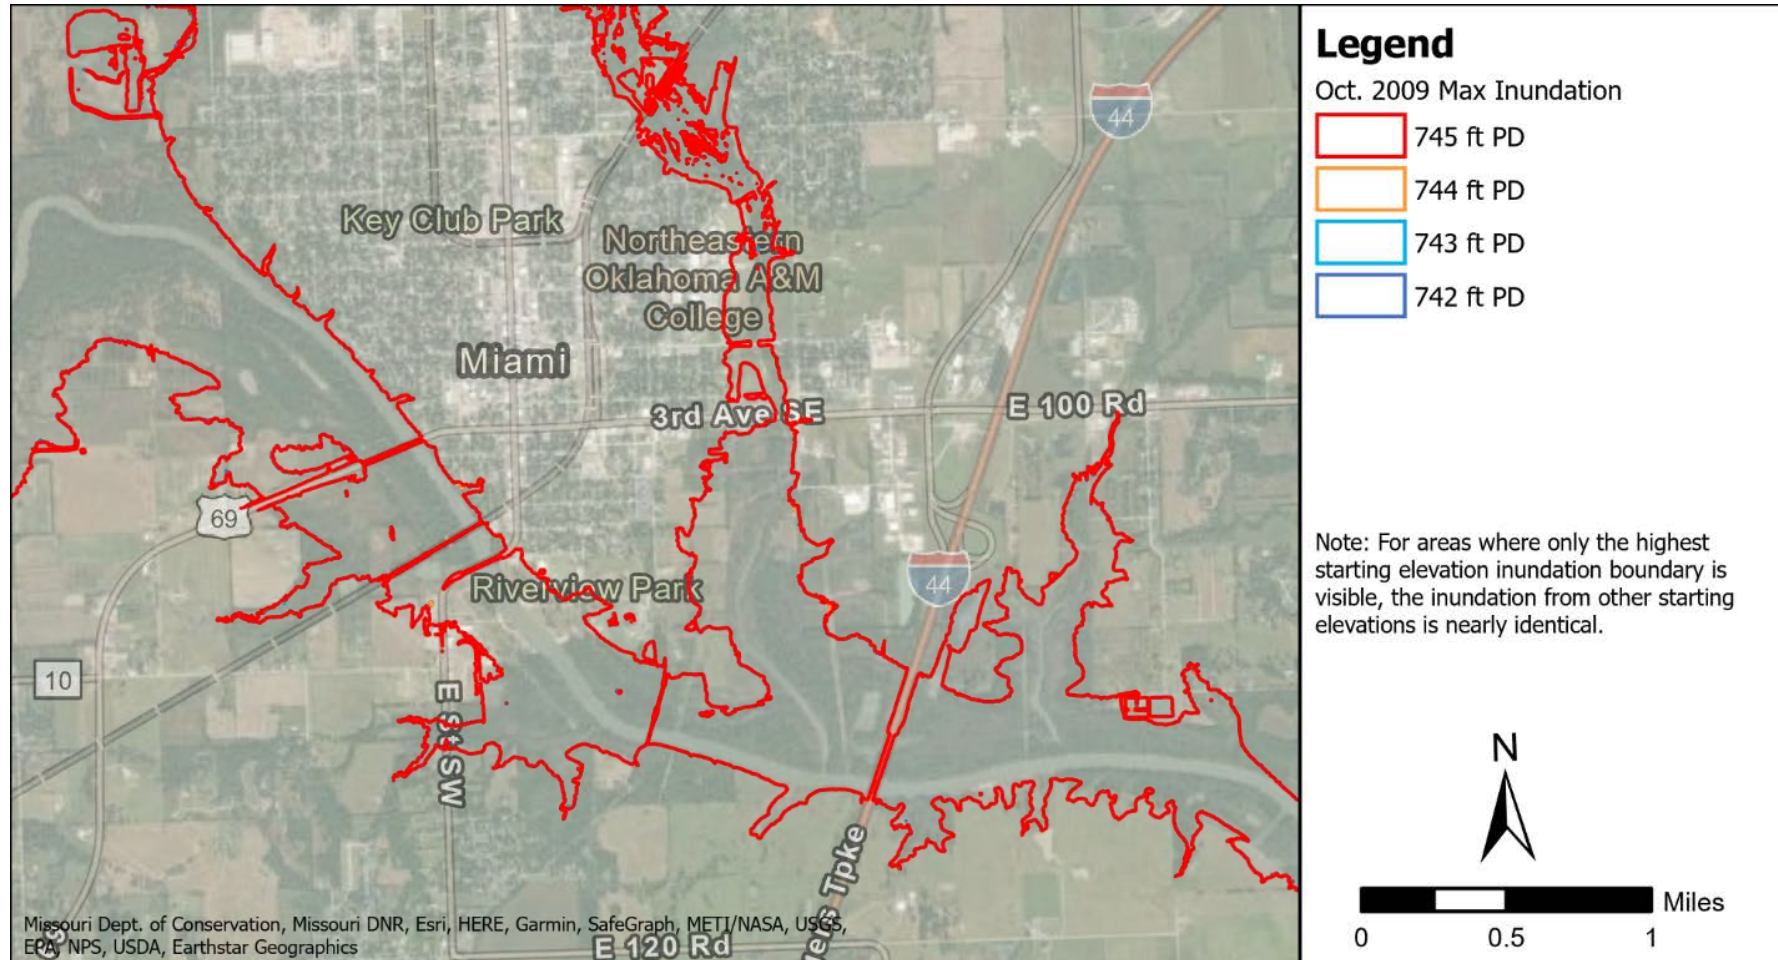 Key Club Park
Northeastern
Oklahoma A&M
College
Miami
3rd Ave SE
E 100 Rd
44
44
69
10
Riverview Park
E St SW
Tpke
E 120 Rd
Missouri Dept. of Conservation, Missouri DNR, Esri, HERE, Garmin, SafeGraph, METI/NASA, USGS,
EPA, NPS, USDA, Earthstar Geographics
Legend
Oct. 2009 Max Inundation
745 ft PD
744 ft PD
743 ft PD
742 ft PD
Note: For areas where only the highest
starting elevation inundation boundary is
visible, the inundation from other starting
elevations is nearly identical.
N
Miles
0 0.5 1